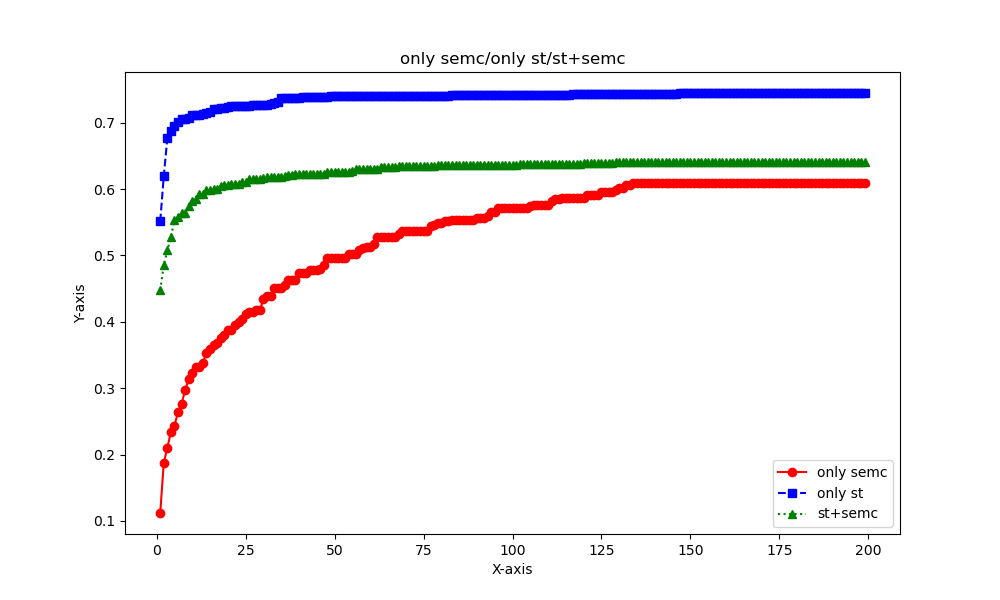 only semc/only st/st+semc
Y-axis
0.7
0.6
0.5
0.4
0.3
0.2
0.1
only semc
only st
st+semc
0 25 50 75 100 125 150 175 200
X-axis